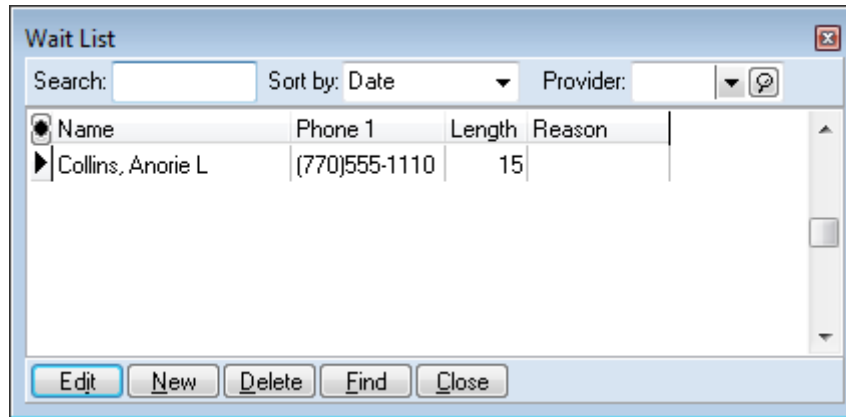 Wait List
Search: Sort by: Date Provider:
Name Phone 1 Length Reason
Collins, Anorie L (770)555-1110 15
Edit New Delete Find Close